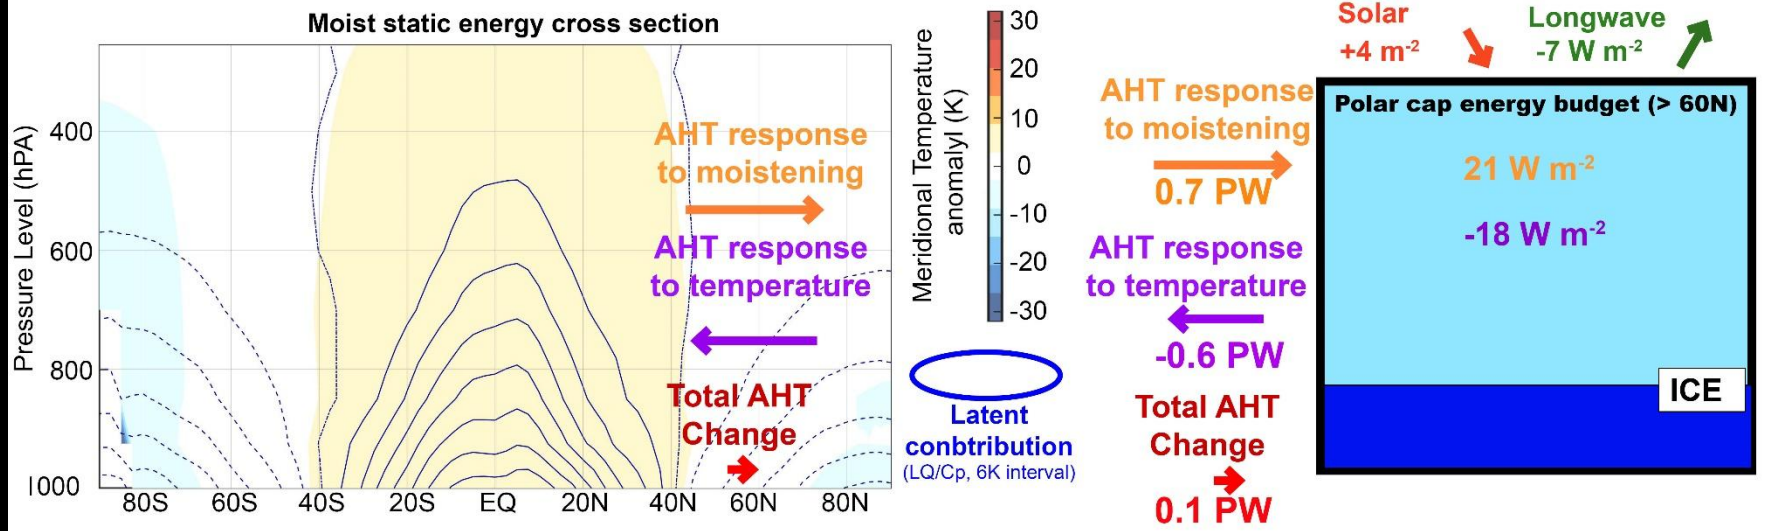 Moist static energy cross section
Pressure Level (hPA)
400
600
800
1000
80S
60S
40S
20S
EQ
20N
40N
60N
80N
AHT response
to moistening
AHT response
to temperature
Total AHT
Change
Meridional Temperature
anomalyl (K)
30
20
10
0
-10
-20
-30
Latent
conbtribution
(LQ/Cp, 6K interval)
AHT response
to moistening
0.7 PW
AHT response
to temperature
-0.6 PW
Total AHT
Change
0.1 PW
Solar
+4 m⁻²
Longwave
-7 W m⁻²
Polar cap energy budget (> 60N)
21 W m⁻²
-18 W m⁻²
ICE